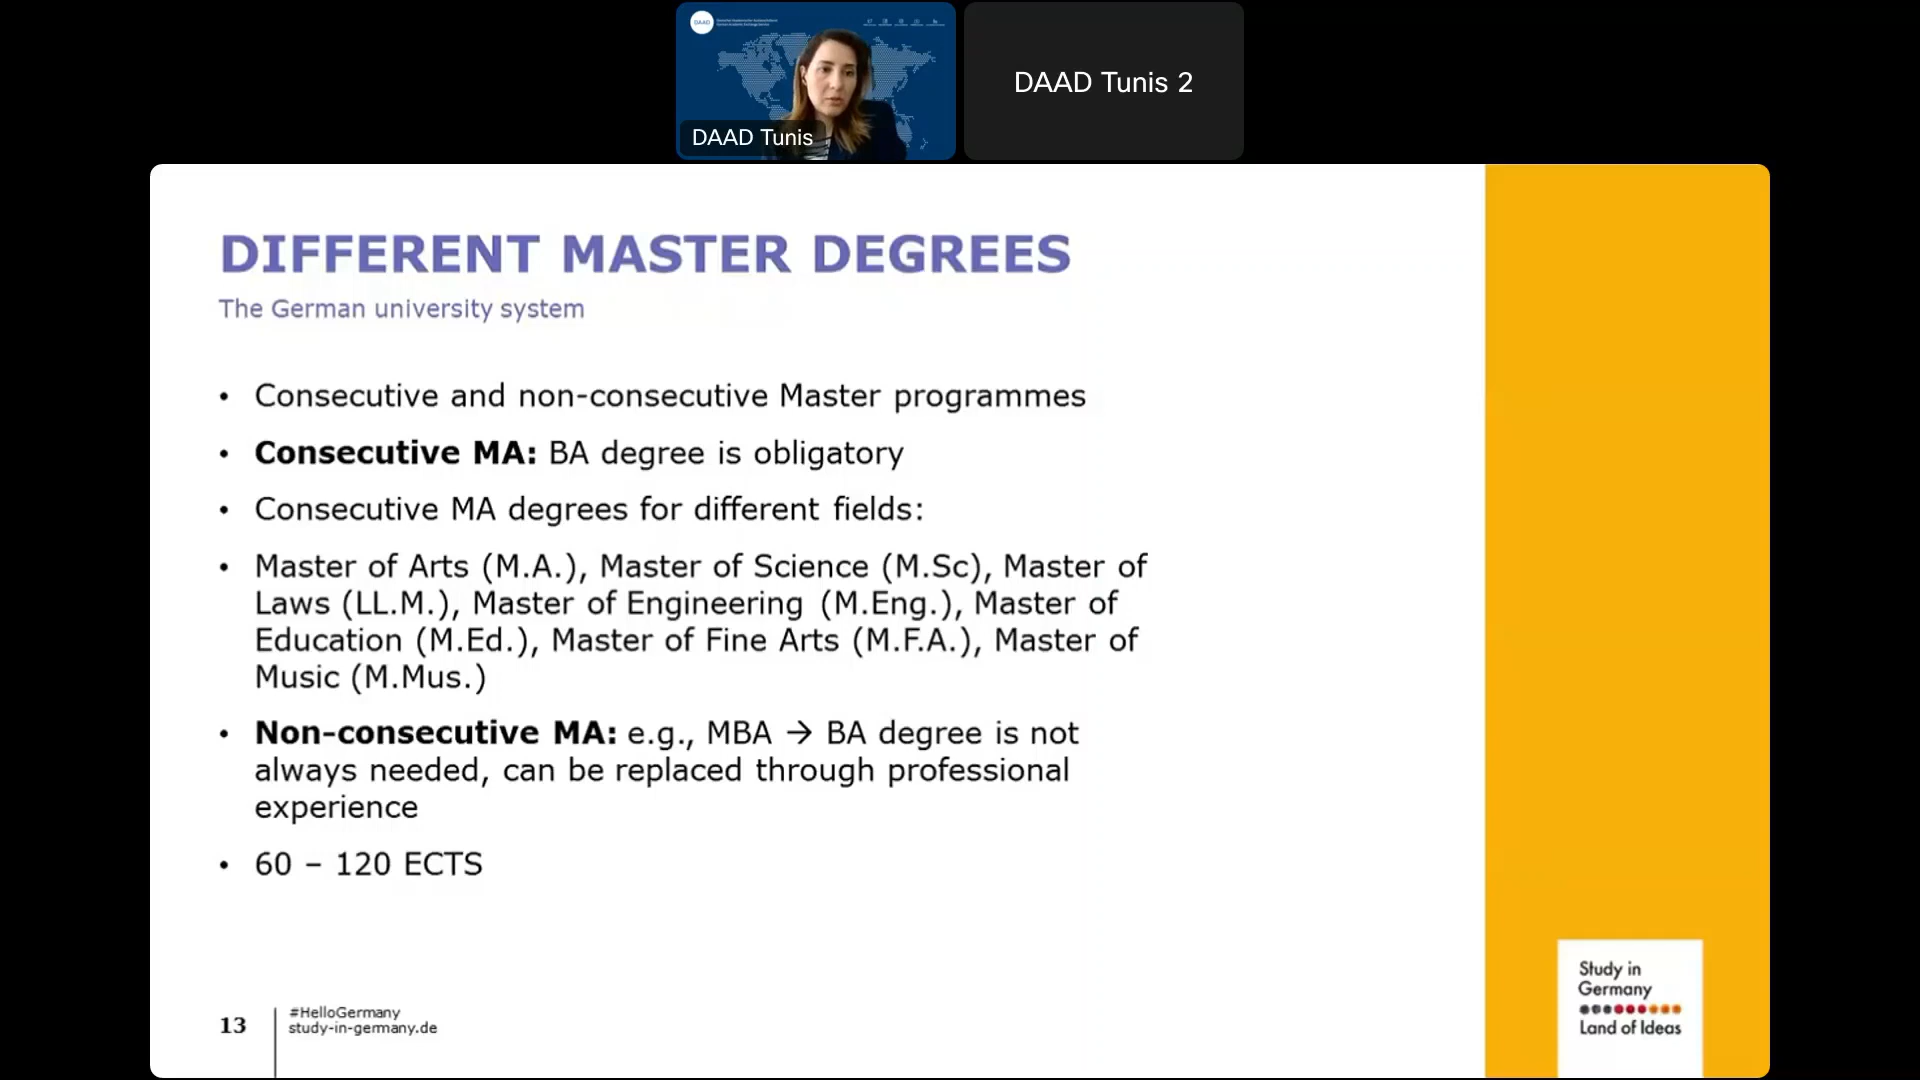 DAAD
DAAD Tunis
DAAD Tunis 2
DIFFERENT MASTER DEGREES
The German university system
• Consecutive and non-consecutive Master programmes
• Consecutive MA: BA degree is obligatory
• Consecutive MA degrees for different fields:
• Master of Arts (M.A.), Master of Science (M.Sc), Master of
Laws (LL.M.), Master of Engineering (M.Eng.), Master of
Education (M.Ed.), Master of Fine Arts (M.F.A.), Master of
Music (M.Mus.)
• Non-consecutive MA: e.g., MBA → BA degree is not
always needed, can be replaced through professional
experience
• 60 – 120 ECTS
13
#HelloGermany
study-in-germany.de
Study in
Germany
Land of Ideas